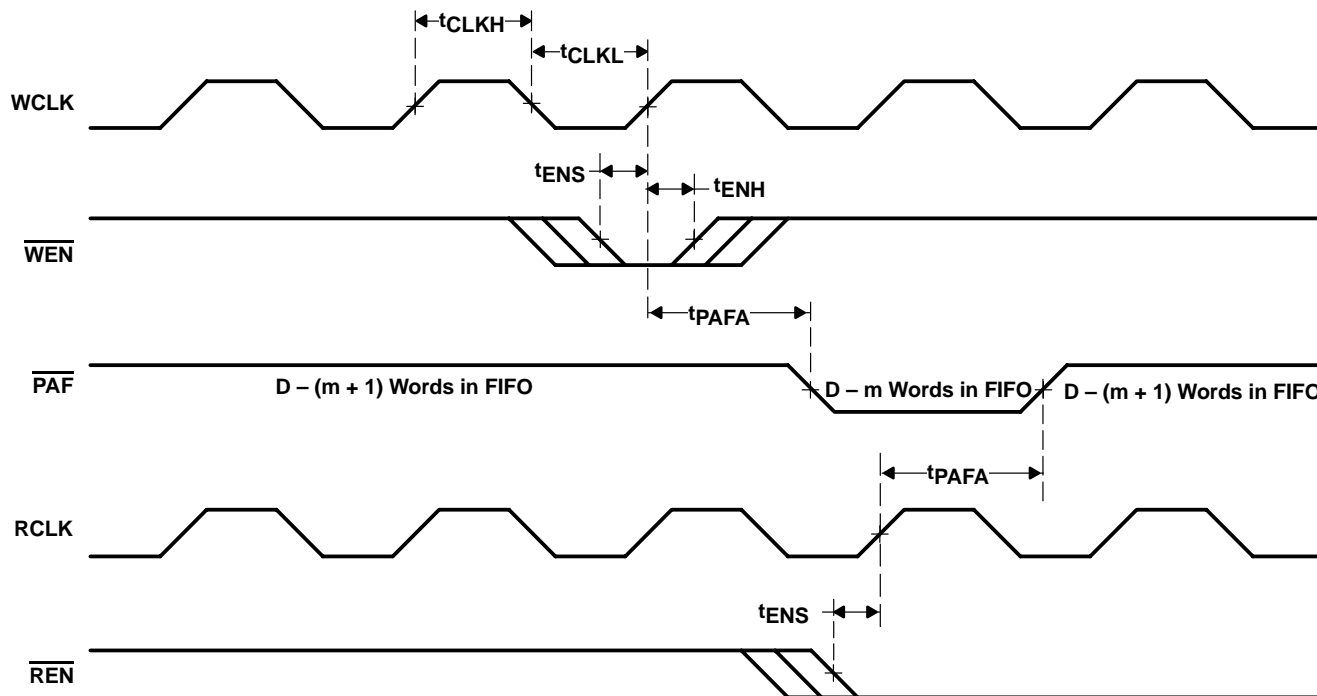 tCLKH
tCLKL
WCLK
tENS
tENH
WEN
tPAFA
PAF
D – (m + 1) Words in FIFO
D – m Words in FIFO
D – (m + 1) Words in FIFO
tPAFA
RCLK
tENS
REN